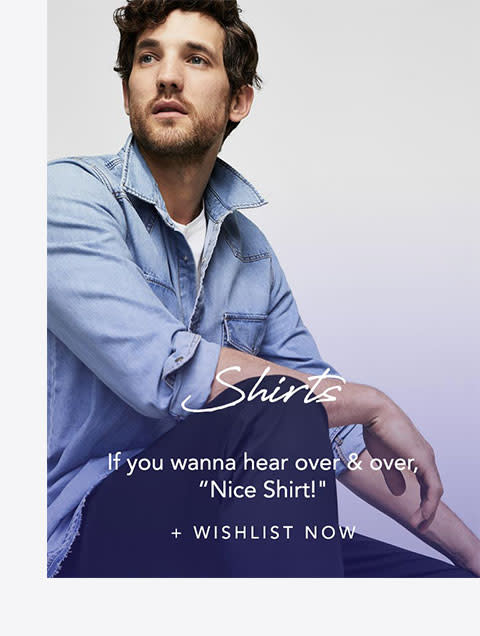 Shirts
If you wanna hear over & over,
“Nice Shirt!"
+ WISHLIST NOW